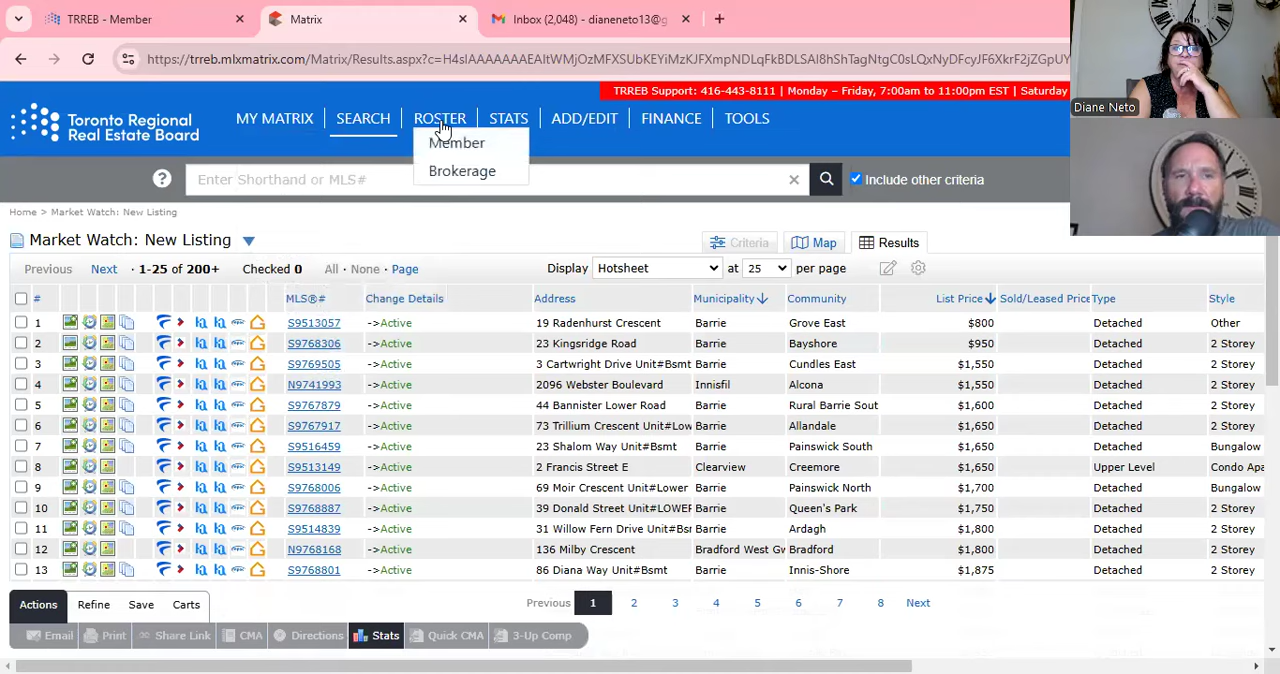 TRREB - Member
Matrix
Inbox (2,048) - dianeneto13@g
https://trreb.mlxmatrix.com/Matrix/Results.aspx?c=H4sIAAAAAAAEAItWMjOzMFXSUbKEYiMzKJFXmpNDLqFkBDLSAI8hShTagNtgC0sLQxNyDFcyJF6XkrF2jZGpUY
TRREB Support: 416-443-8111 | Monday – Friday, 7:00am to 11:00pm EST | Saturday
Diane Neto
Toronto Regional
Real Estate Board
MY MATRIX SEARCH ROSTER STATS ADD/EDIT FINANCE TOOLS
Member
Brokerage
? Enter Shorthand or MLS# Include other criteria
Home > Market Watch: New Listing
Market Watch: New Listing
Criteria Map Results
Previous Next · 1-25 of 200+ Checked 0 All · None · Page Display Hotsheet at 25 per page
# MLS®# Change Details Address Municipality Community List Price Sold/Leased Price Type Style
1 S9513057 ->Active 19 Radenhurst Crescent Barrie Grove East $800 Detached Other
2 S9768306 ->Active 23 Kingsridge Road Barrie Bayshore $950 Detached 2 Storey
3 S9769505 ->Active 3 Cartwright Drive Unit#Bsmt Barrie Cundles East $1,550 Detached 2 Storey
4 N9741993 ->Active 2096 Webster Boulevard Innisfil Alcona $1,550 Detached 2 Storey
5 S9767879 ->Active 44 Bannister Lower Road Barrie Rural Barrie Sout $1,600 Detached 2 Storey
6 S9767917 ->Active 73 Trillium Crescent Unit#Low Barrie Allandale $1,650 Detached 2 Storey
7 S9516459 ->Active 23 Shalom Way Unit#Bsmt Barrie Painswick South $1,650 Detached Bungalow
8 S9513149 ->Active 2 Francis Street E Clearview Creemore $1,650 Upper Level Condo Apa
9 S9768006 ->Active 69 Moir Crescent Unit#Lower Barrie Painswick North $1,700 Detached Bungalow
10 S9768887 ->Active 39 Donald Street Unit#LOWER Barrie Queen's Park $1,750 Detached 2 Storey
11 S9514839 ->Active 31 Willow Fern Drive Unit#Bs Barrie Ardagh $1,800 Detached 2 Storey
12 N9768168 ->Active 136 Milby Crescent Bradford West Gw Bradford $1,800 Detached 2 Storey
13 S9768801 ->Active 86 Diana Way Unit#Bsmt Barrie Innis-Shore $1,875 Detached 2 Storey
Actions Refine Save Carts Previous 1 2 3 4 5 6 7 8 Next
Email Print Share Link CMA Directions Stats Quick CMA 3-Up Comp